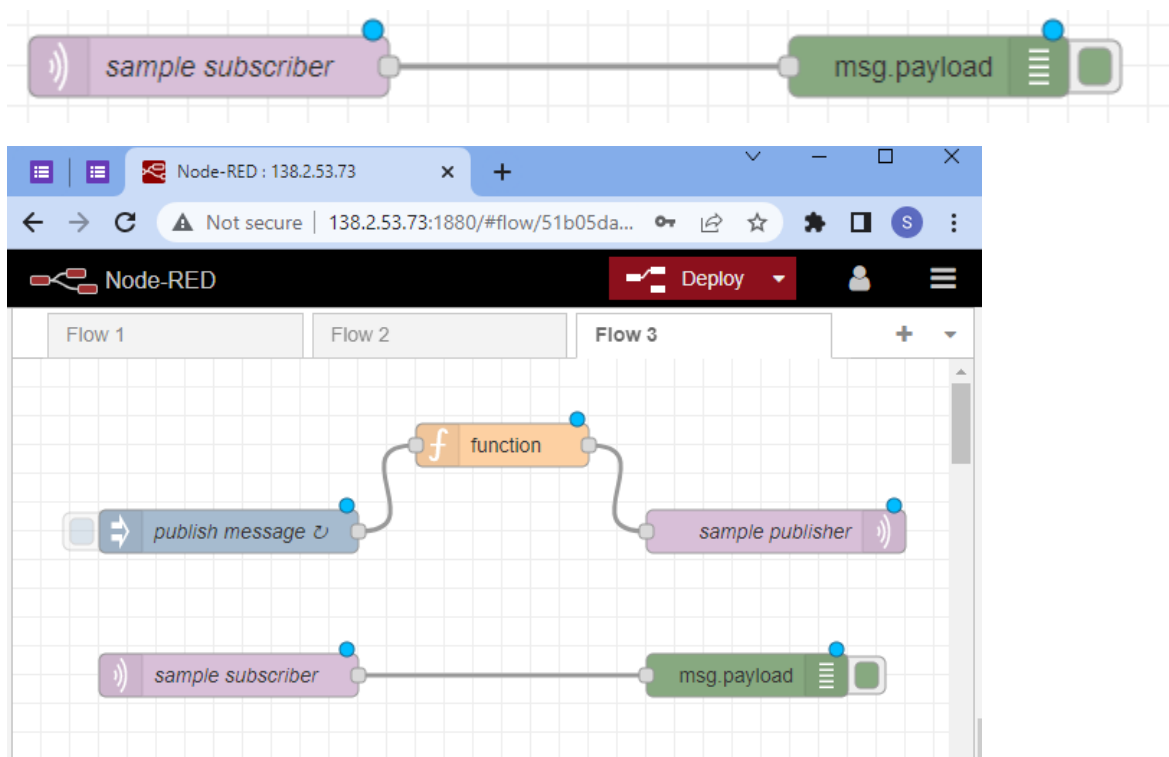 sample subscriber msg.payload
Node-RED : 138.2.53.73
Not secure | 138.2.53.73:1880/#flow/51b05da... S
Node-RED Deploy
Flow 1 Flow 2 Flow 3
function
publish message ↻ sample publisher
sample subscriber msg.payload